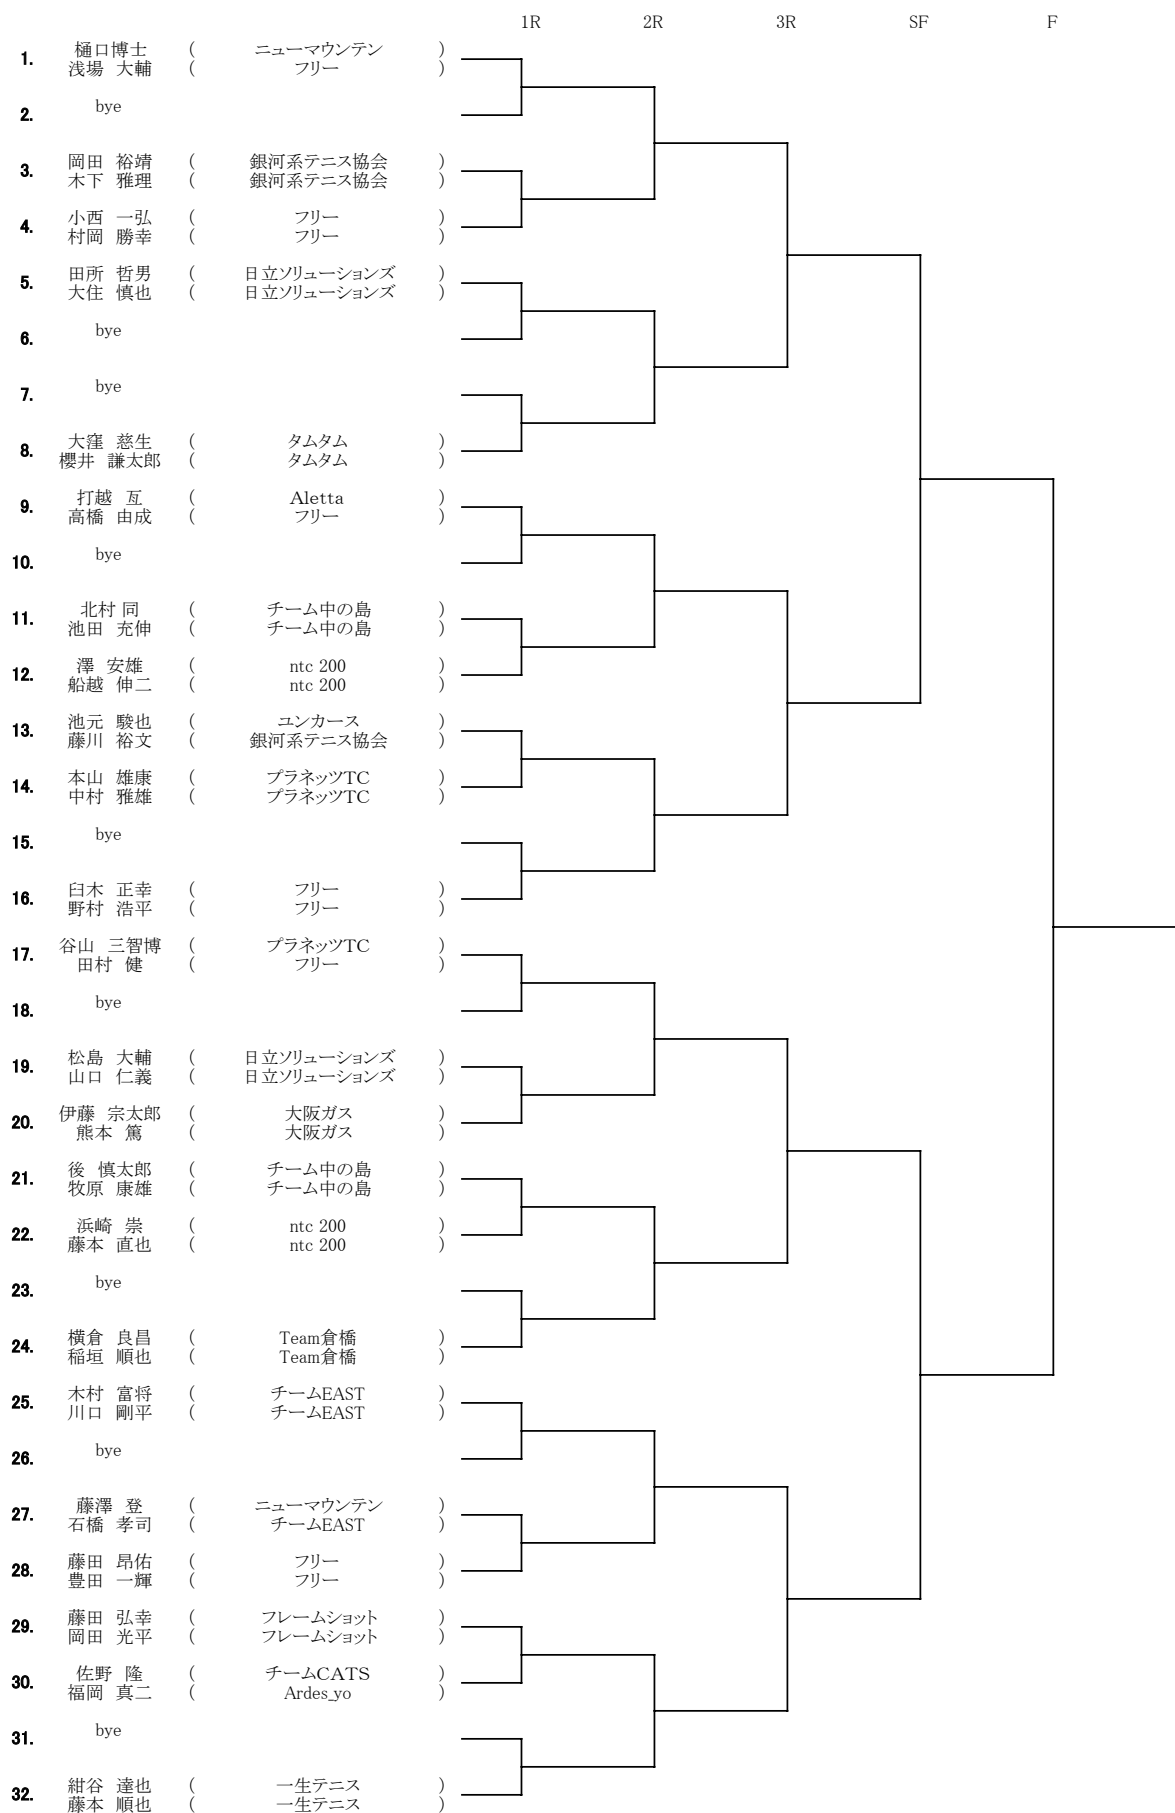 1R 2R 3R SF F
樋口博士 ( ニューマウンテン )
1.
浅場 大輔 ( フリー )
2. bye
岡田 裕靖 ( 銀河系テニス協会 )
3.
木下 雅理 ( 銀河系テニス協会 )
小西 一弘 ( フリー )
4.
村岡 勝幸 ( フリー )
田所 哲男 ( 日立ソリューションズ )
5.
大住 慎也 ( 日立ソリューションズ )
6. bye
7. bye
大窪 慈生 ( タムタム )
8.
櫻井 謙太郎 ( タムタム )
打越 亙 ( Aletta )
9.
高橋 由成 ( フリー )
10. bye
北村 同 ( チーム中の島 )
11.
池田 充伸 ( チーム中の島 )
澤 安雄 ( ntc 200 )
12.
船越 伸二 ( ntc 200 )
池元 駿也 ( ユンカース )
13.
藤川 裕文 ( 銀河系テニス協会 )
本山 雄康 ( プラネッツTC )
14.
中村 雅雄 ( プラネッツTC )
15. bye
臼木 正幸 ( フリー )
16.
野村 浩平 ( フリー )
谷山 三智博 ( プラネッツTC )
17.
田村 健 ( フリー )
18. bye
松島 大輔 ( 日立ソリューションズ )
19.
山口 仁義 ( 日立ソリューションズ )
伊藤 宗太郎 ( 大阪ガス )
20.
熊本 篤 ( 大阪ガス )
後 慎太郎 ( チーム中の島 )
21.
牧原 康雄 ( チーム中の島 )
浜崎 崇 ( ntc 200 )
22.
藤本 直也 ( ntc 200 )
23. bye
横倉 良昌 ( Team倉橋 )
24.
稲垣 順也 ( Team倉橋 )
木村 富将 ( チームEAST )
25.
川口 剛平 ( チームEAST )
26. bye
藤澤 登 ( ニューマウンテン )
27.
石橋 孝司 ( チームEAST )
藤田 昂佑 ( フリー )
28.
豊田 一輝 ( フリー )
藤田 弘幸 ( フレームショット )
29.
岡田 光平 ( フレームショット )
佐野 隆 ( チームCATS )
30.
福岡 真二 ( Ardes_yo )
31. bye
紺谷 達也 ( 一生テニス )
32.
藤本 順也 ( 一生テニス )